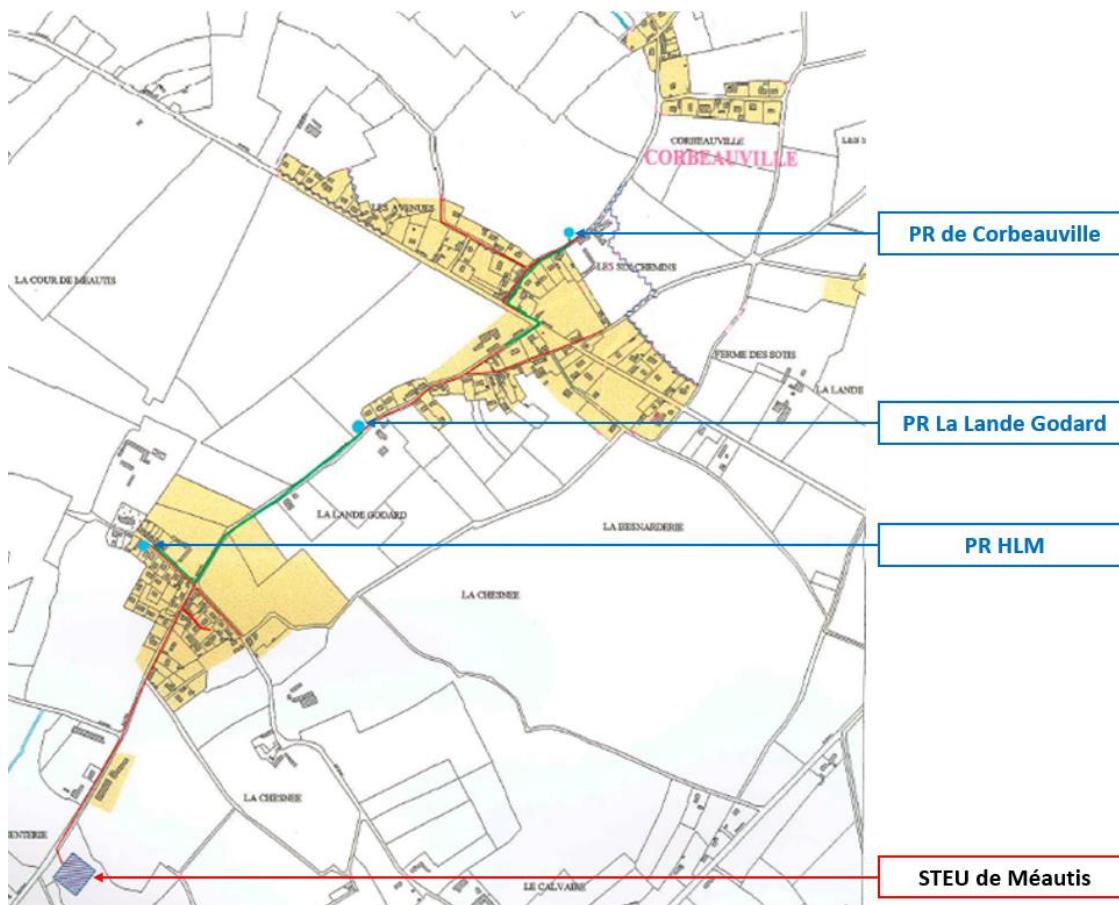 CORBEAUVILLE
CORBEAUVILLE
LES AVENUES
PR de Corbeauville
LES SIX CHEMINS
LA COUR DE MEAUTIS
FERME DES SOTIS
LA LANDE
PR La Lande Godard
LA LANDE GODARD
LA BESNARDERIE
PR HLM
LA CHESNEE
LA CHESNEE
ENTERIE
STEU de Méautis
LE CALVAIRE